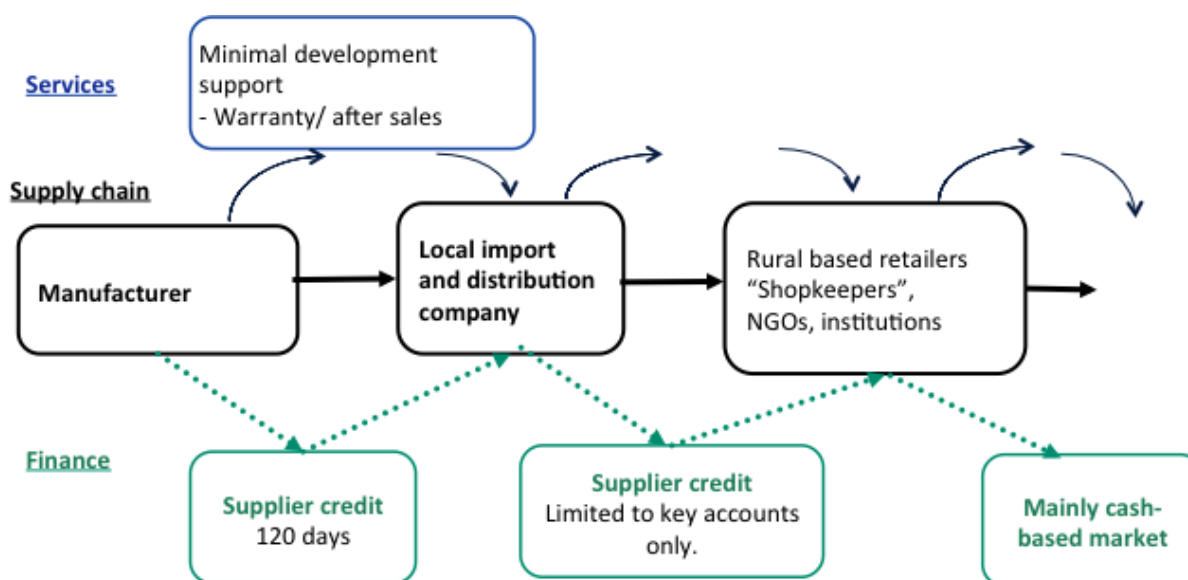 Minimal development
support
- Warranty/ after sales
Services
Supply chain
Manufacturer
Local import
and distribution
company
Rural based retailers
“Shopkeepers”,
NGOs, institutions
Finance
Supplier credit
120 days
Supplier credit
Limited to key accounts
only.
Mainly cash-
based market